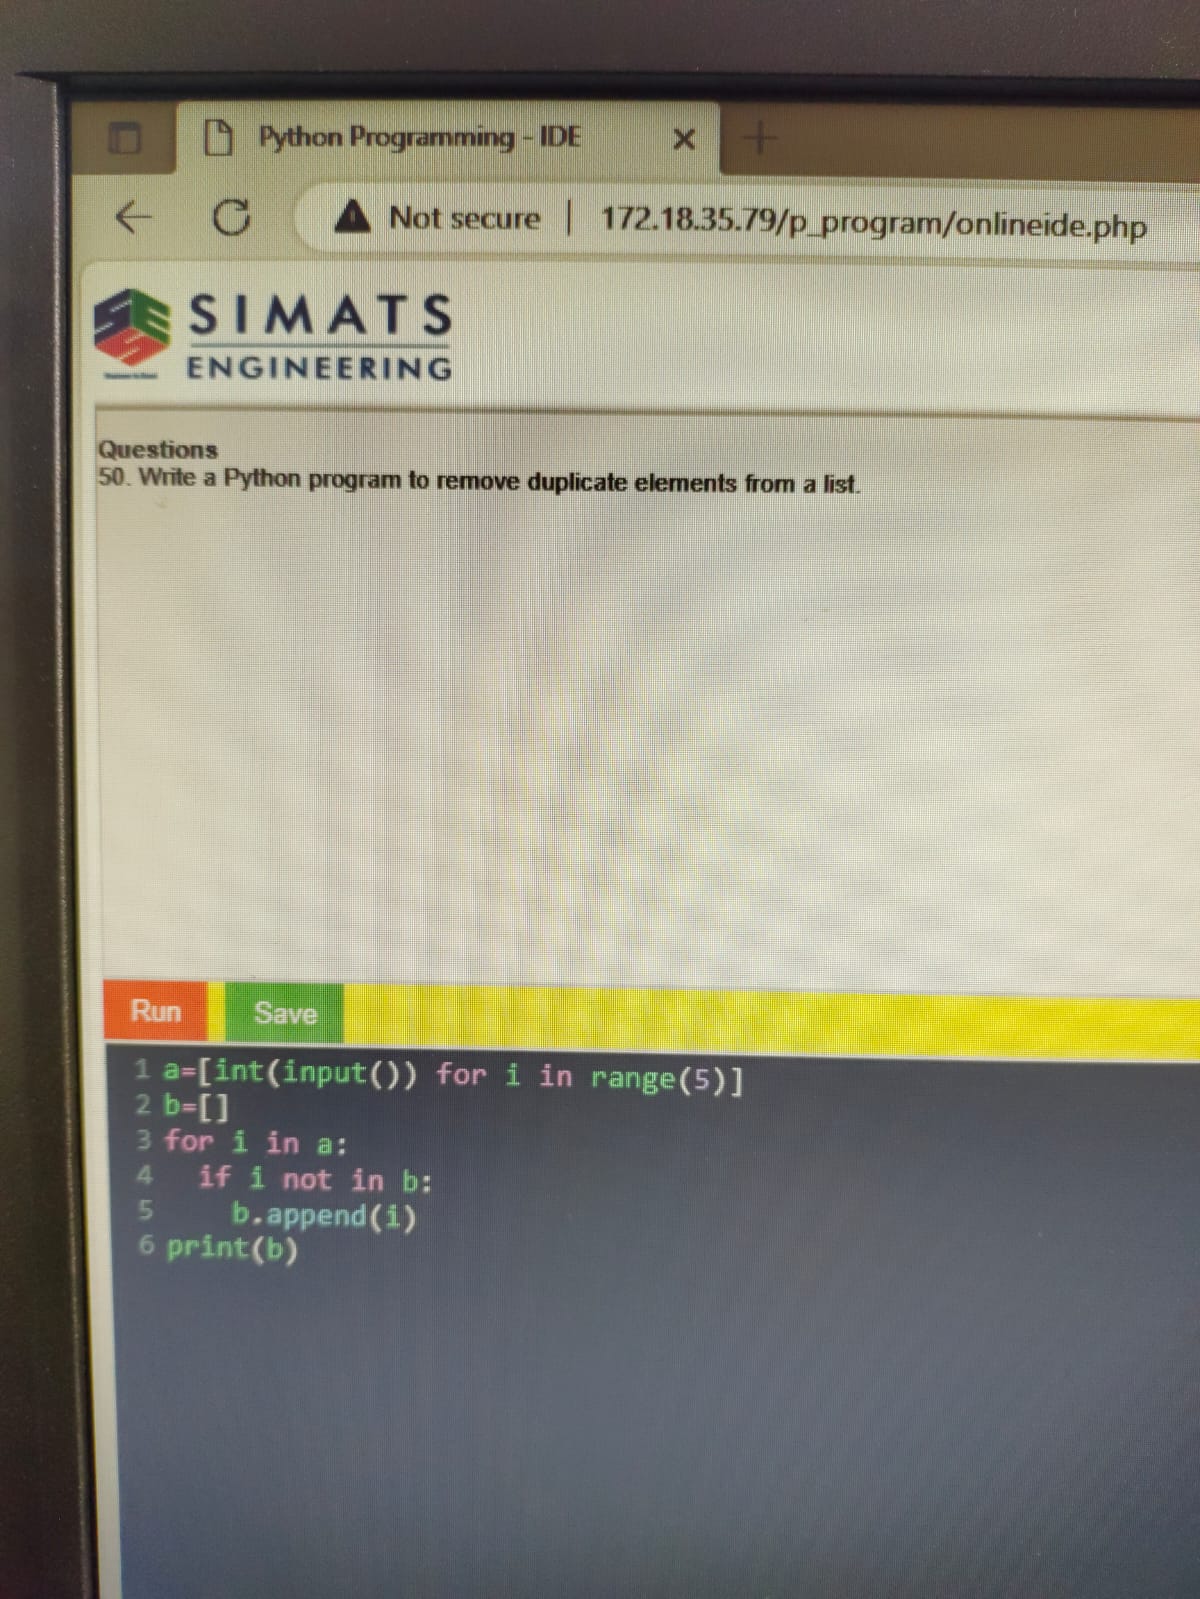 Python Programming - IDE
Not secure | 172.18.35.79/p_program/onlineide.php
SIMATS
ENGINEERING
Questions
50. Write a Python program to remove duplicate elements from a list.
Run Save
1 a=[int(input()) for i in range(5)]
2 b=[]
3 for i in a:
4 if i not in b:
5 b.append(i)
6 print(b)